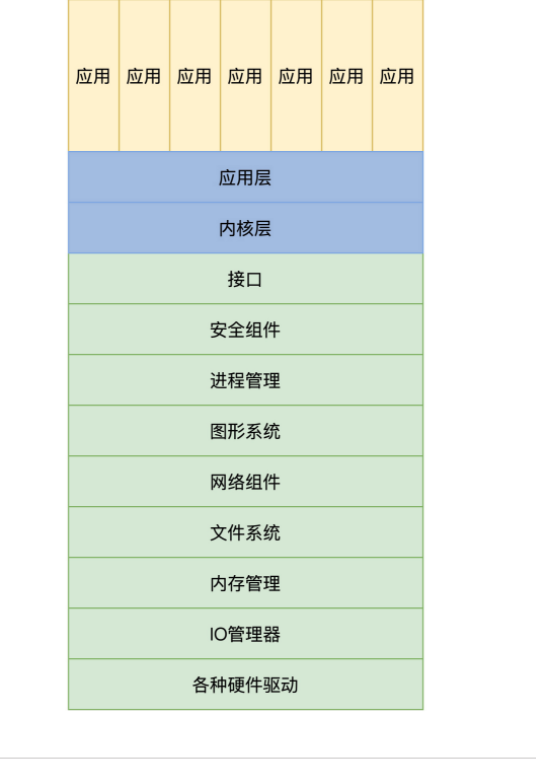 应用 应用 应用 应用 应用 应用 应用
应用层
内核层
接口
安全组件
进程管理
图形系统
网络组件
文件系统
内存管理
IO管理器
各种硬件驱动